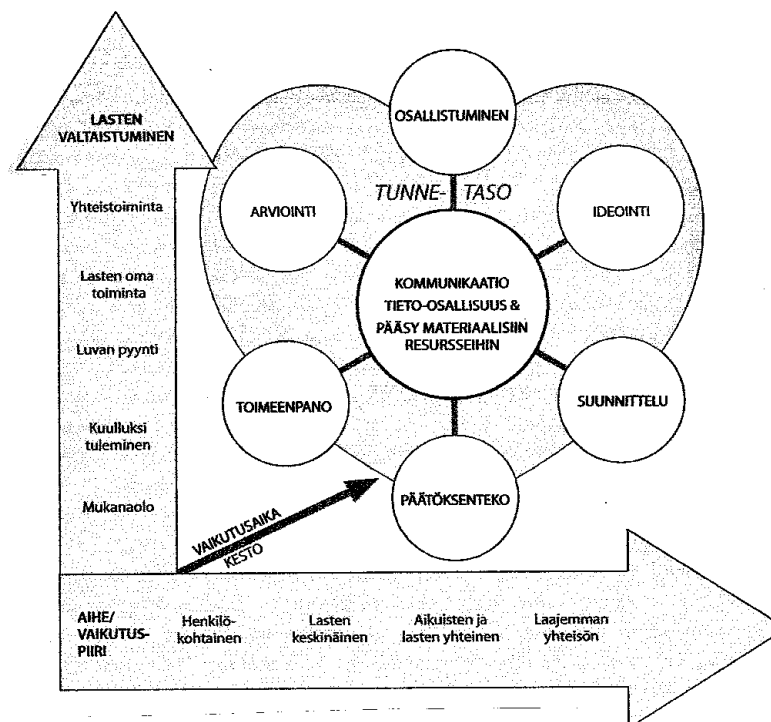 LASTEN
VALTAISTUMINEN
Yhteistoiminta
Lasten oma
toiminta
Luvan pyynti
Kuulluksi
tuleminen
Mukanaolo
OSALLISTUMINEN
TUNNE- TASO
ARVIOINTI
IDEOINTI
KOMMUNIKAATIO
TIETO-OSALLISUUS &
PÄÄSY MATERIAALISIIN
RESURSSEIHIN
TOIMEENPANO
SUUNNITTELU
PÄÄTÖKSENTEKO
VAIKUTUSAIKA
KESTO
AIHE/
VAIKUTUS-
PIIRI
Henkilö-
kohtainen
Lasten
keskinäinen
Aikuisten ja
lasten yhteinen
Laajemman
yhteisön